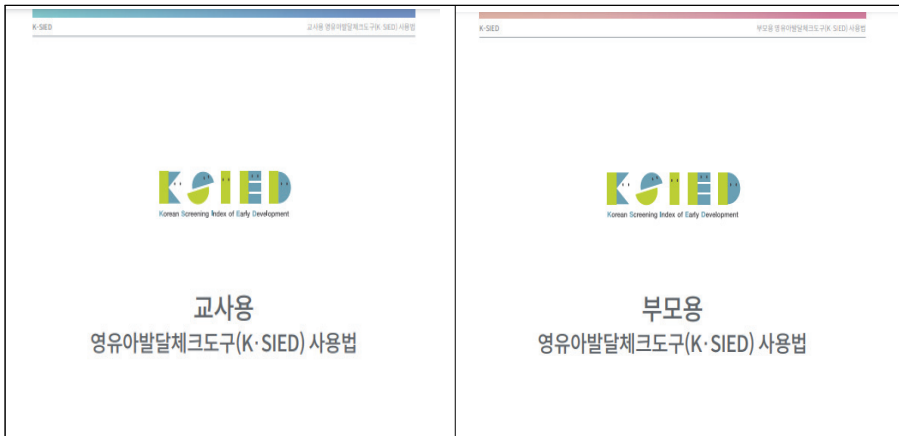 K·SIED
교사용 영유아발달체크도구(K·SIED) 사용법
KSIED
Korean Screening Index of Early Development
교사용
영유아발달체크도구(K·SIED) 사용법
K·SIED
부모용 영유아발달체크도구(K·SIED) 사용법
KSIED
Korean Screening Index of Early Development
부모용
영유아발달체크도구(K·SIED) 사용법